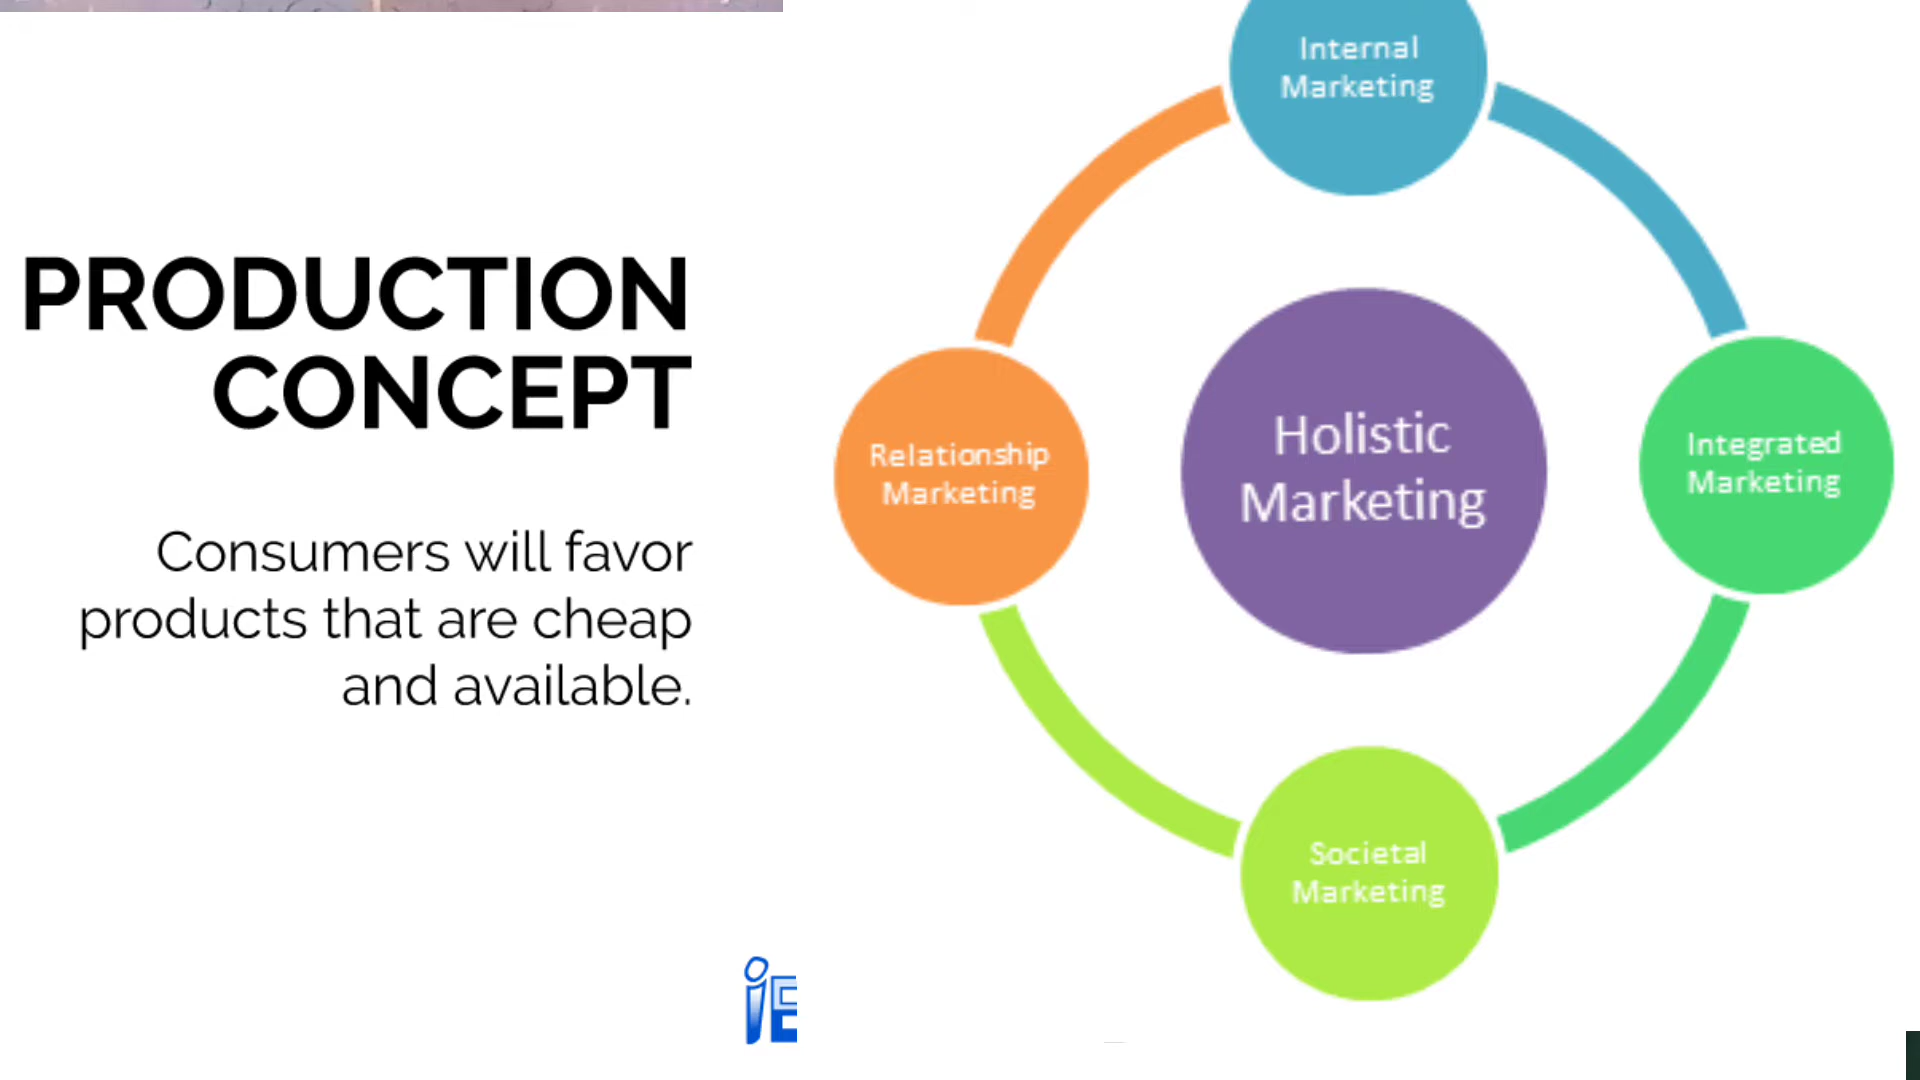 PRODUCTION
CONCEPT
Consumers will favor
products that are cheap
and available.
Internal
Marketing
Relationship
Marketing
Holistic
Marketing
Integrated
Marketing
Societal
Marketing